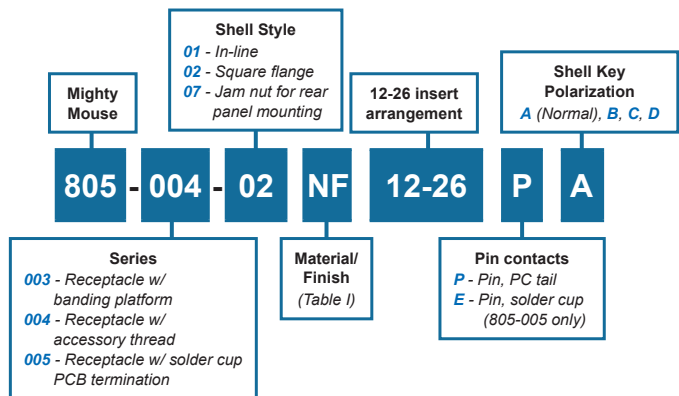 Shell Style
01 - In-line
02 - Square flange
07 - Jam nut for rear
panel mounting
Mighty
Mouse
12-26 insert
arrangement
Shell Key
Polarization
A (Normal), B, C, D
805 - 004 - 02 NF 12-26 P A
Series
003 - Receptacle w/
banding platform
004 - Receptacle w/
accessory thread
005 - Receptacle w/ solder cup
PCB termination
Material/
Finish
(Table I)
Pin contacts
P - Pin, PC tail
E - Pin, solder cup
(805-005 only)